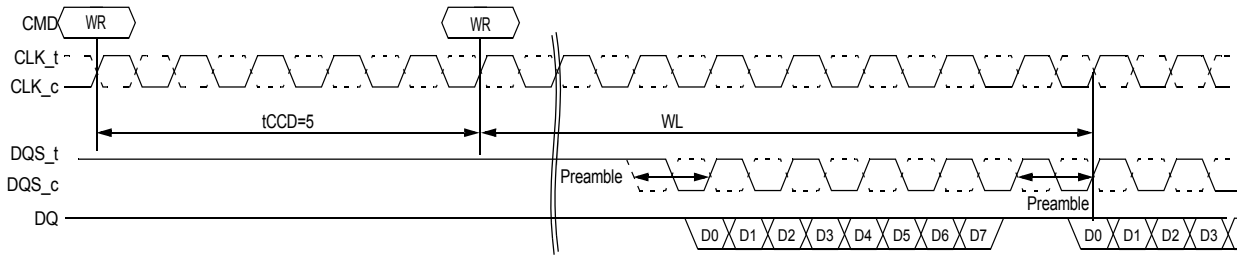 CMD WR WR
CLK_t
CLK_c
tCCD=5 WL
DQS_t
Preamble
DQS_c
Preamble
DQ
D0 D1 D2 D3 D4 D5 D6 D7 D0 D1 D2 D3